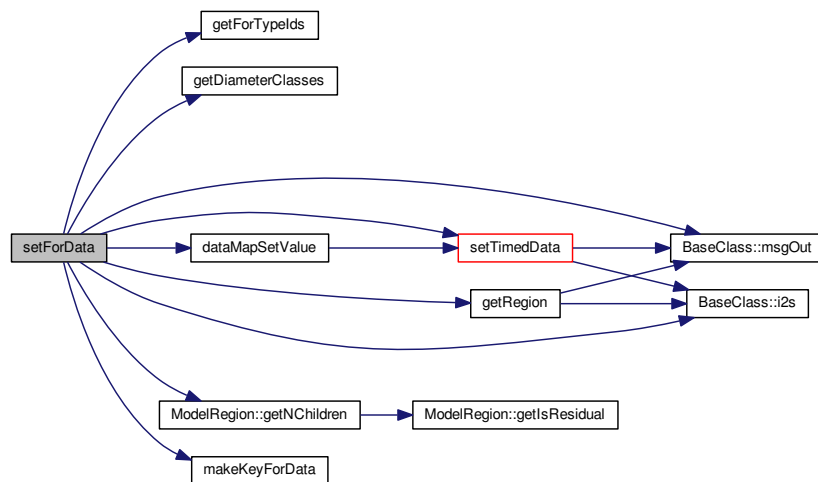 getForTypeIds
getDiameterClasses
setForData
dataMapSetValue
setTimedData
BaseClass::msgOut
getRegion
BaseClass::i2s
ModelRegion::getNChildren
ModelRegion::getIsResidual
makeKeyForData